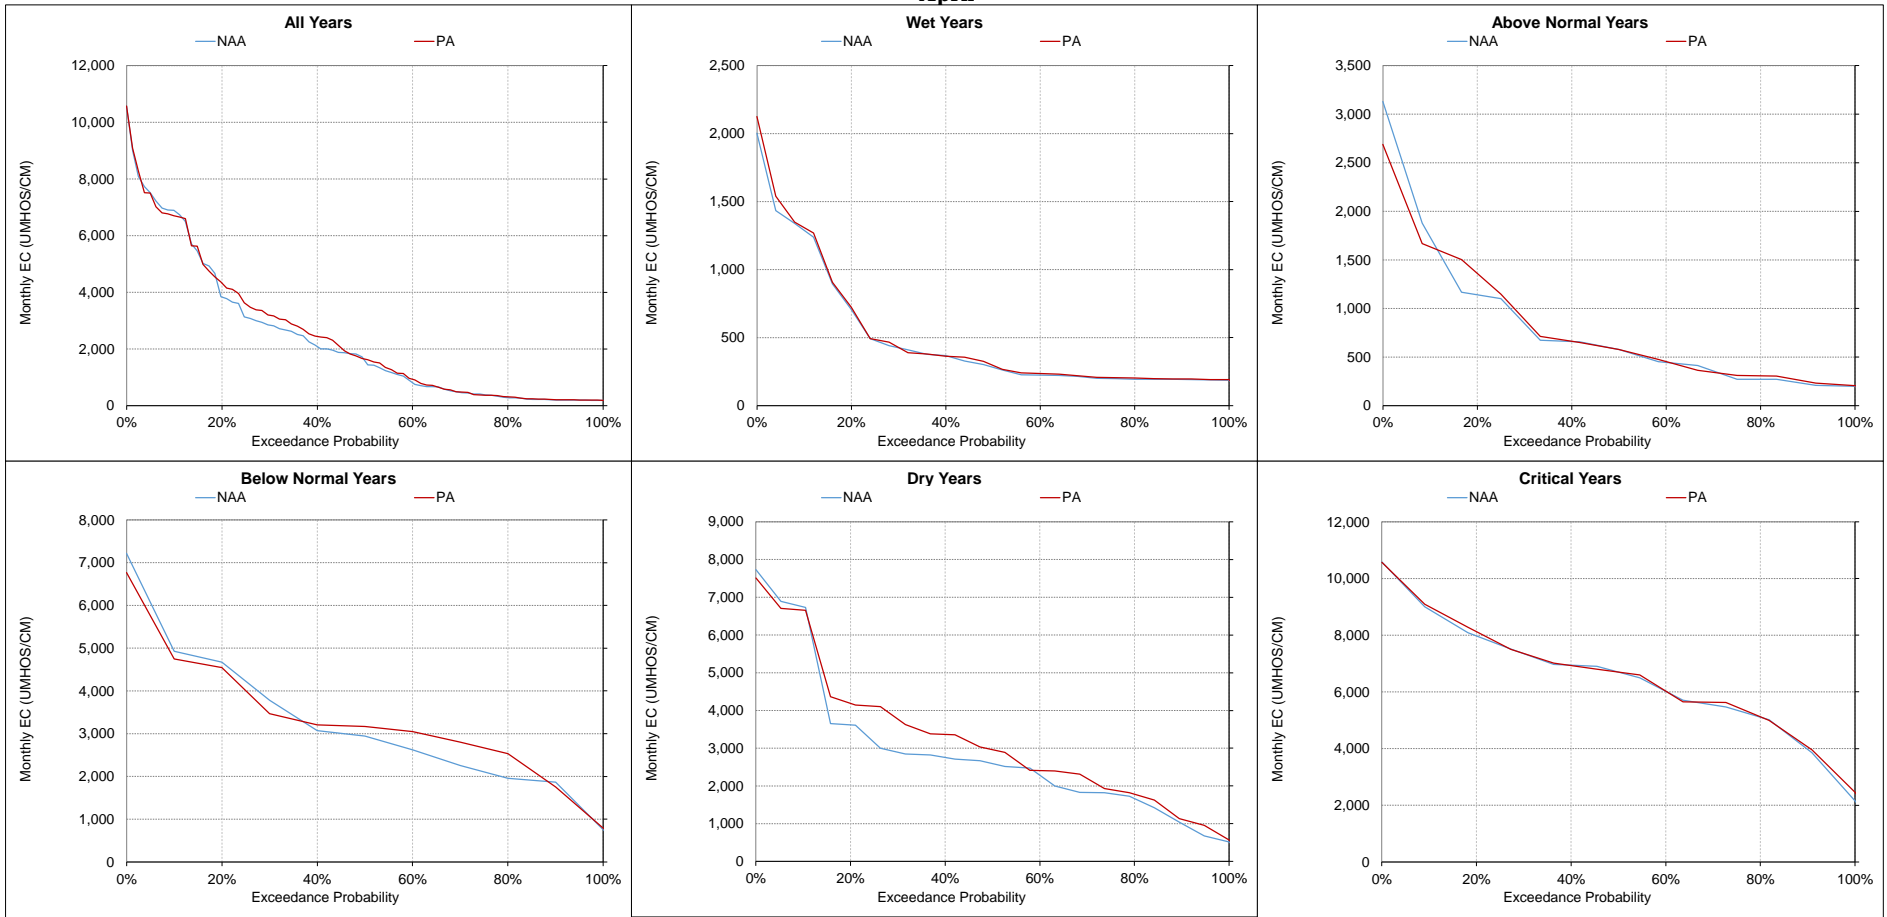 All Years
NAA PA
12,000
10,000
8,000
6,000
4,000
2,000
0
Monthly EC (UMHOS/CM)
0% 20% 40% 60% 80% 100%
Exceedance Probability
Wet Years
NAA PA
2,500
2,000
1,500
1,000
500
0
Monthly EC (UMHOS/CM)
0% 20% 40% 60% 80% 100%
Exceedance Probability
Above Normal Years
NAA PA
3,500
3,000
2,500
2,000
1,500
1,000
500
0
Monthly EC (UMHOS/CM)
0% 20% 40% 60% 80% 100%
Exceedance Probability
Below Normal Years
NAA PA
8,000
7,000
6,000
5,000
4,000
3,000
2,000
1,000
0
Monthly EC (UMHOS/CM)
0% 20% 40% 60% 80% 100%
Exceedance Probability
Dry Years
NAA PA
9,000
8,000
7,000
6,000
5,000
4,000
3,000
2,000
1,000
0
Monthly EC (UMHOS/CM)
0% 20% 40% 60% 80% 100%
Exceedance Probability
Critical Years
NAA PA
12,000
10,000
8,000
6,000
4,000
2,000
0
Monthly EC (UMHOS/CM)
0% 20% 40% 60% 80% 100%
Exceedance Probability